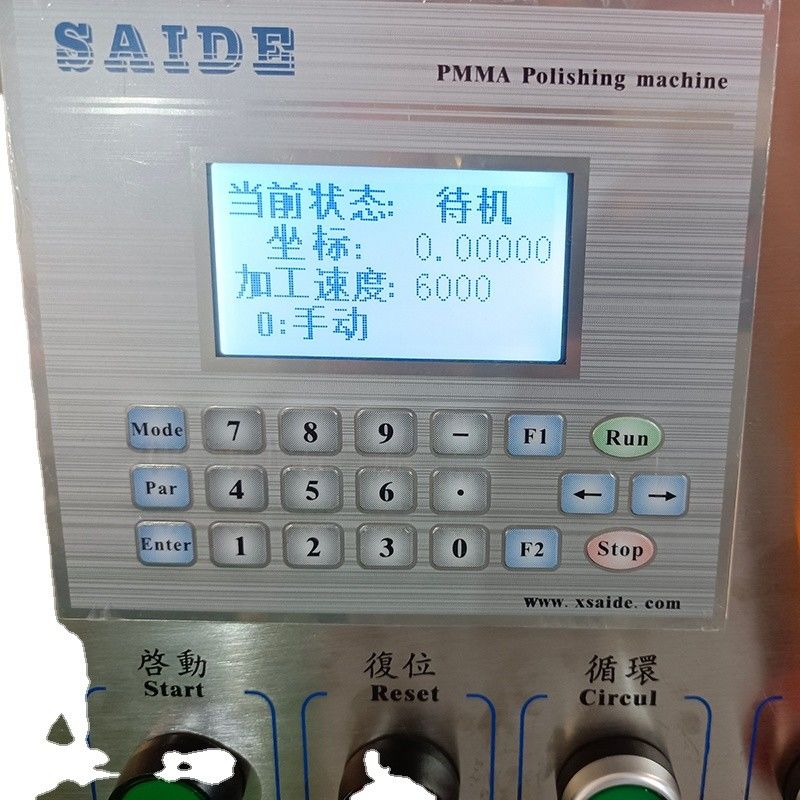 SAIDE
PMMA Polishing machine
当前状态: 待机
坐标: 0.00000
加工速度: 6000
0:手动
Mode 7 8 9 - F1 Run
Par 4 5 6 . ← →
Enter 1 2 3 0 F2 Stop
www.xsaide.com
啓動 復位 循環
Start Reset Circul